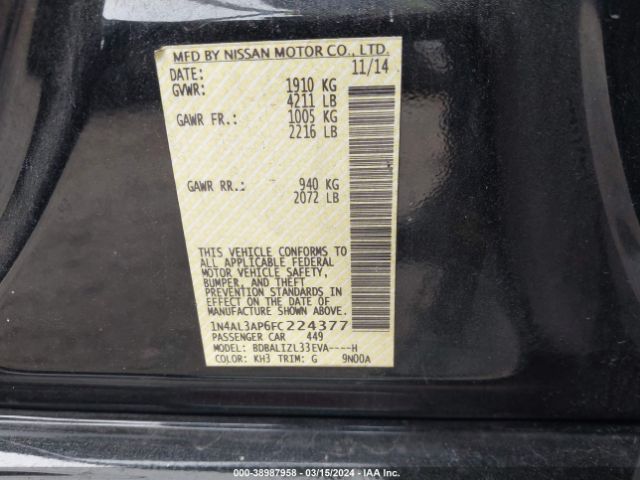 MFD BY NISSAN MOTOR CO., LTD.
DATE: 11/14
GVWR: 1910 KG
4211 LB
GAWR FR.: 1005 KG
2216 LB
GAWR RR.: 940 KG
2072 LB
THIS VEHICLE CONFORMS TO
ALL APPLICABLE FEDERAL
MOTOR VEHICLE SAFETY,
BUMPER, AND THEFT
PREVENTION STANDARDS IN
EFFECT ON THE DATE OF
MANUFACTURE SHOWN ABOVE.
1N4AL3AP6FC224377
PASSENGER CAR 449
MODEL: BDBALIZL33EVA----H
COLOR: KH3 TRIM: G 9N00A
000-38987958 - 03/15/2024 - IAA Inc.